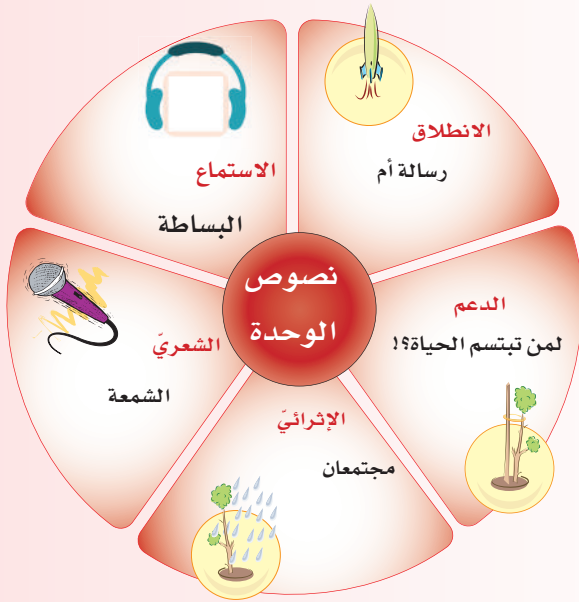 نصوص
الوحدة
الانطلاق
رسالة أم
الدعم
لمن تبتسم الحياة؟!
الإثرائيّ
مجتمعان
الشعريّ
الشمعة
الاستماع
البساطة